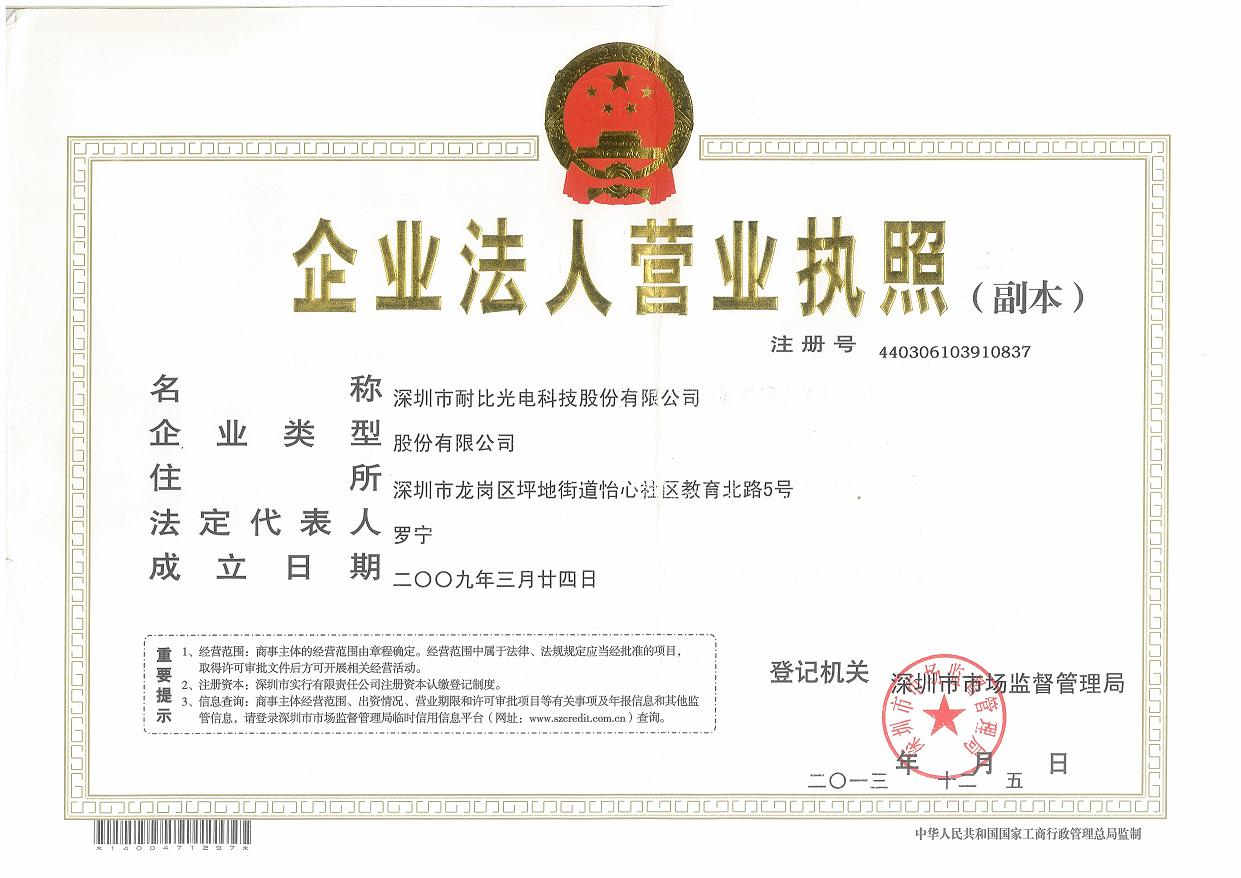 企业法人营业执照（副本）
注册号 440306103910837
名称 深圳市耐比光电科技股份有限公司
企业类型 股份有限公司
住所 深圳市龙岗区坪地街道怡心社区教育北路5号
法定代表人 罗宁
成立日期 二〇〇九年三月廿四日
重要提示
1、经营范围：商事主体的经营范围由章程确定。经营范围中属于法律、法规规定应当经批准的项目，
取得许可审批文件后方可开展相关经营活动。
2、注册资本：深圳市实行有限责任公司注册资本认缴登记制度。
3、信息查询：商事主体经营范围、出资情况、营业期限和许可审批项目等有关事项及年报信息和其他监
管信息，请登录深圳市市场监督管理局临时信用信息平台（网址：www.szcredit.com.cn）查询。
登记机关 深圳市市场监督管理局
深圳市市场监督管理局
二〇一三年十二月五日
*1400471297*
中华人民共和国国家工商行政管理总局监制